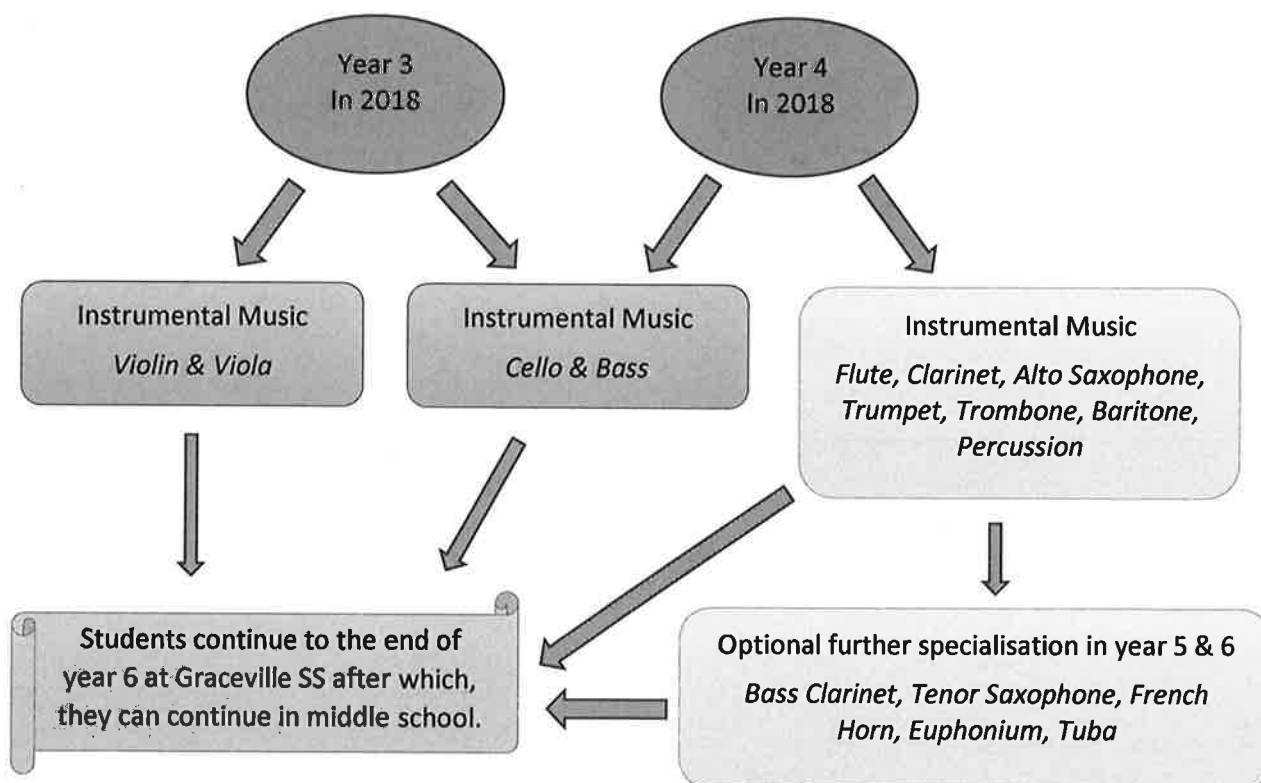 Year 3
In 2018
Year 4
In 2018
Instrumental Music
Violin & Viola
Instrumental Music
Cello & Bass
Instrumental Music
Flute, Clarinet, Alto Saxophone,
Trumpet, Trombone, Baritone,
Percussion
Students continue to the end of
year 6 at Graceville SS after which,
they can continue in middle school.
Optional further specialisation in year 5 & 6
Bass Clarinet, Tenor Saxophone, French
Horn, Euphonium, Tuba